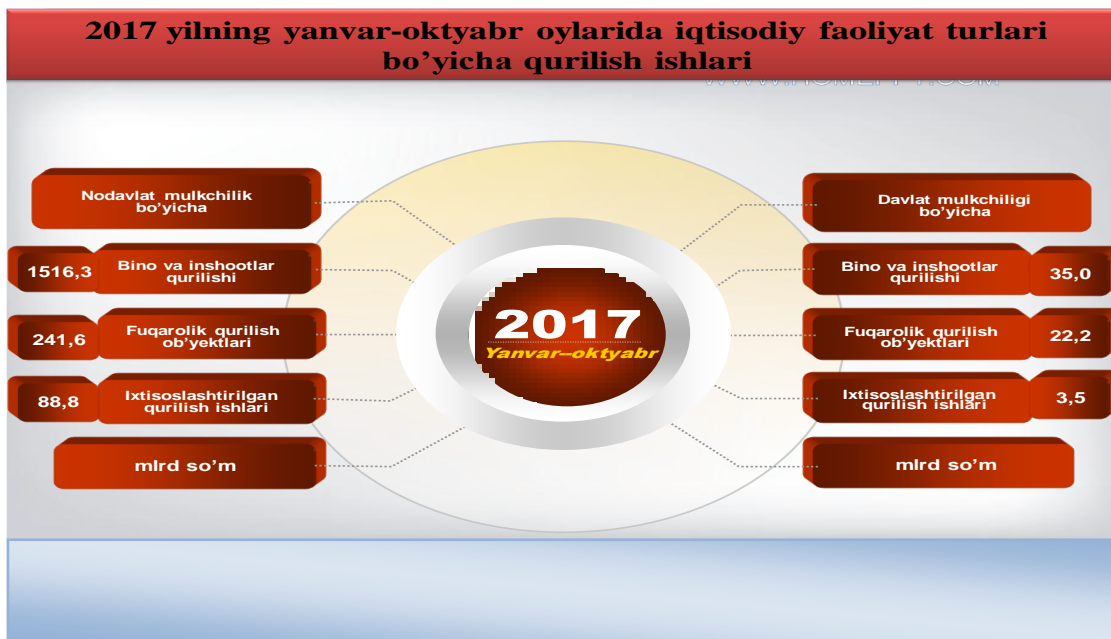 2017 yilning yanvar-oktyabr oylarida iqtisodiy faoliyat turlari
bo’yicha qurilish ishlari
Nodavlat mulkchilik
bo’yicha
1516,3
Bino va inshootlar
qurilishi
241,6
Fuqarolik qurilish
ob’yektlari
88,8
Ixtisoslashtirilgan
qurilish ishlari
mlrd so’m
2017
Yanvar--oktyabr
Davlat mulkchiligi
bo’yicha
Bino va inshootlar
qurilishi
35,0
Fuqarolik qurilish
ob’yektlari
22,2
Ixtisoslashtirilgan
qurilish ishlari
3,5
mlrd so’m